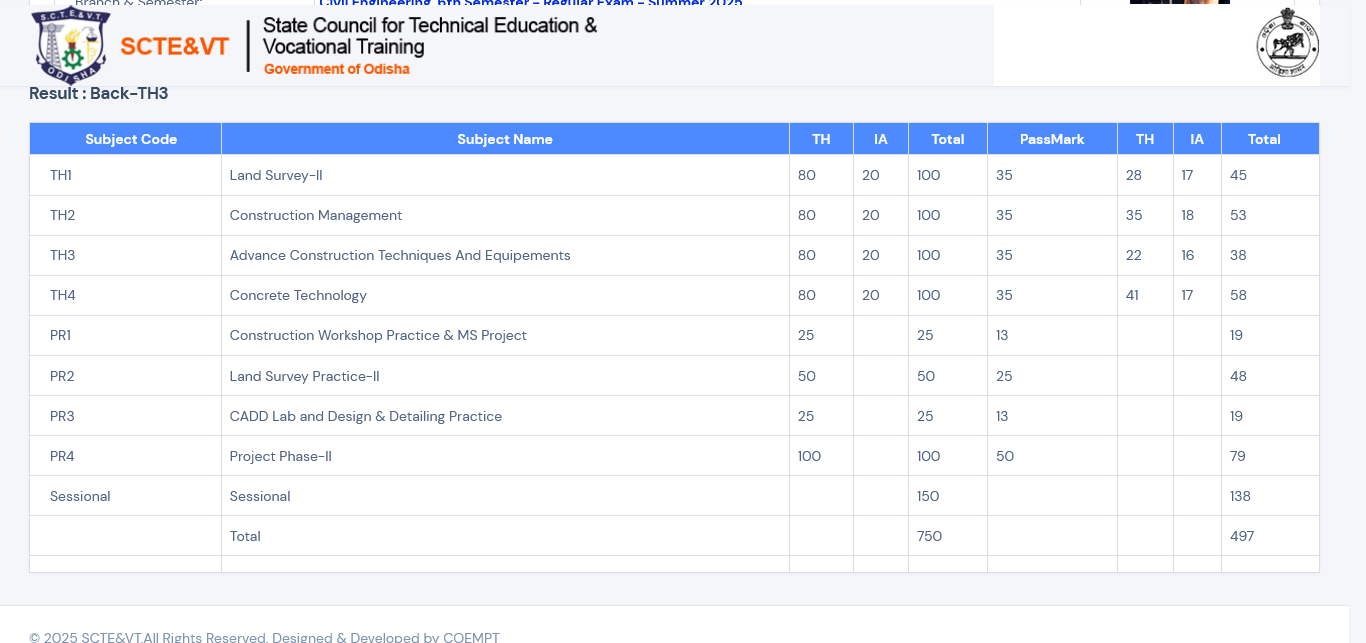 Branch & Semester: Civil Engineering, 6th Semester - Regular Exam - Summer 2025
S.C.T.E.&V.T.
ODISHA
SCTE&VT
State Council for Technical Education &
Vocational Training
Government of Odisha
Result : Back-TH3
Subject Code Subject Name TH IA Total PassMark TH IA Total
TH1 Land Survey-II 80 20 100 35 28 17 45
TH2 Construction Management 80 20 100 35 35 18 53
TH3 Advance Construction Techniques And Equipements 80 20 100 35 22 16 38
TH4 Concrete Technology 80 20 100 35 41 17 58
PR1 Construction Workshop Practice & MS Project 25 25 13 19
PR2 Land Survey Practice-II 50 50 25 48
PR3 CADD Lab and Design & Detailing Practice 25 25 13 19
PR4 Project Phase-II 100 100 50 79
Sessional Sessional 150 138
Total 750 497
© 2025 SCTE&VT.All Rights Reserved. Designed & Developed by COEMPT